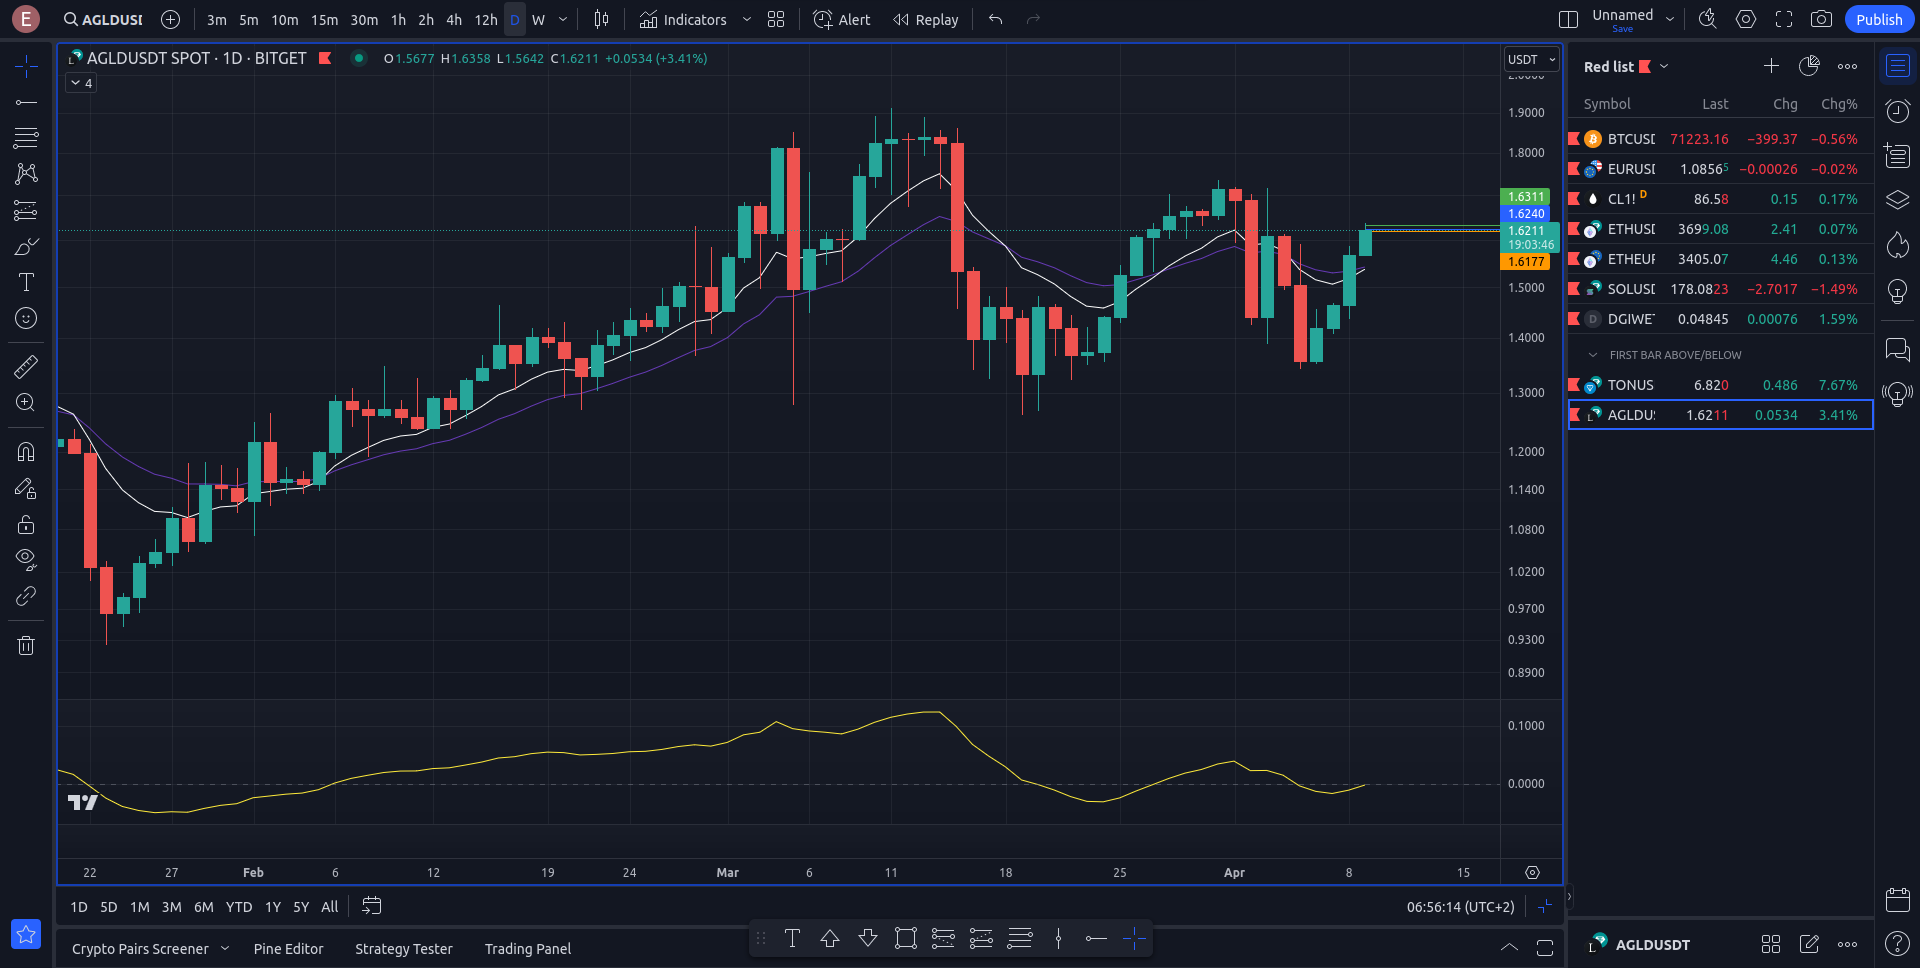 E
AGLDUSI
3m 5m 10m 15m 30m 1h 2h 4h 12h D W
Indicators
Alert
Replay
Unnamed
Save
Publish
AGLDUSDT SPOT · 1D · BITGET O1.5677 H1.6358 L1.5642 C1.6211 +0.0534 (+3.41%)
4
USDT
1.9000
1.8000
1.6311
1.6240
1.6211
19:03:46
1.6177
1.5000
1.4000
1.3000
1.2000
1.1400
1.0800
1.0200
0.9700
0.9300
0.8900
0.1000
0.0000
22 27 Feb 6 12 19 24 Mar 6 11 18 25 Apr 8 15
1D 5D 1M 3M 6M YTD 1Y 5Y All
06:56:14 (UTC+2)
Crypto Pairs Screener Pine Editor Strategy Tester Trading Panel
Red list
Symbol Last Chg Chg%
BTCUSD 71223.16 −399.37 −0.56%
EURUSD 1.08565 −0.00026 −0.02%
CL1! D 86.58 0.15 0.17%
ETHUSD 3699.08 2.41 0.07%
ETHEUR 3405.07 4.46 0.13%
SOLUSD 178.0823 −2.7017 −1.49%
D DGIWET 0.04845 0.00076 1.59%
FIRST BAR ABOVE/BELOW
TONUS 6.820 0.486 7.67%
L AGLDUS 1.6211 0.0534 3.41%
L AGLDUSDT